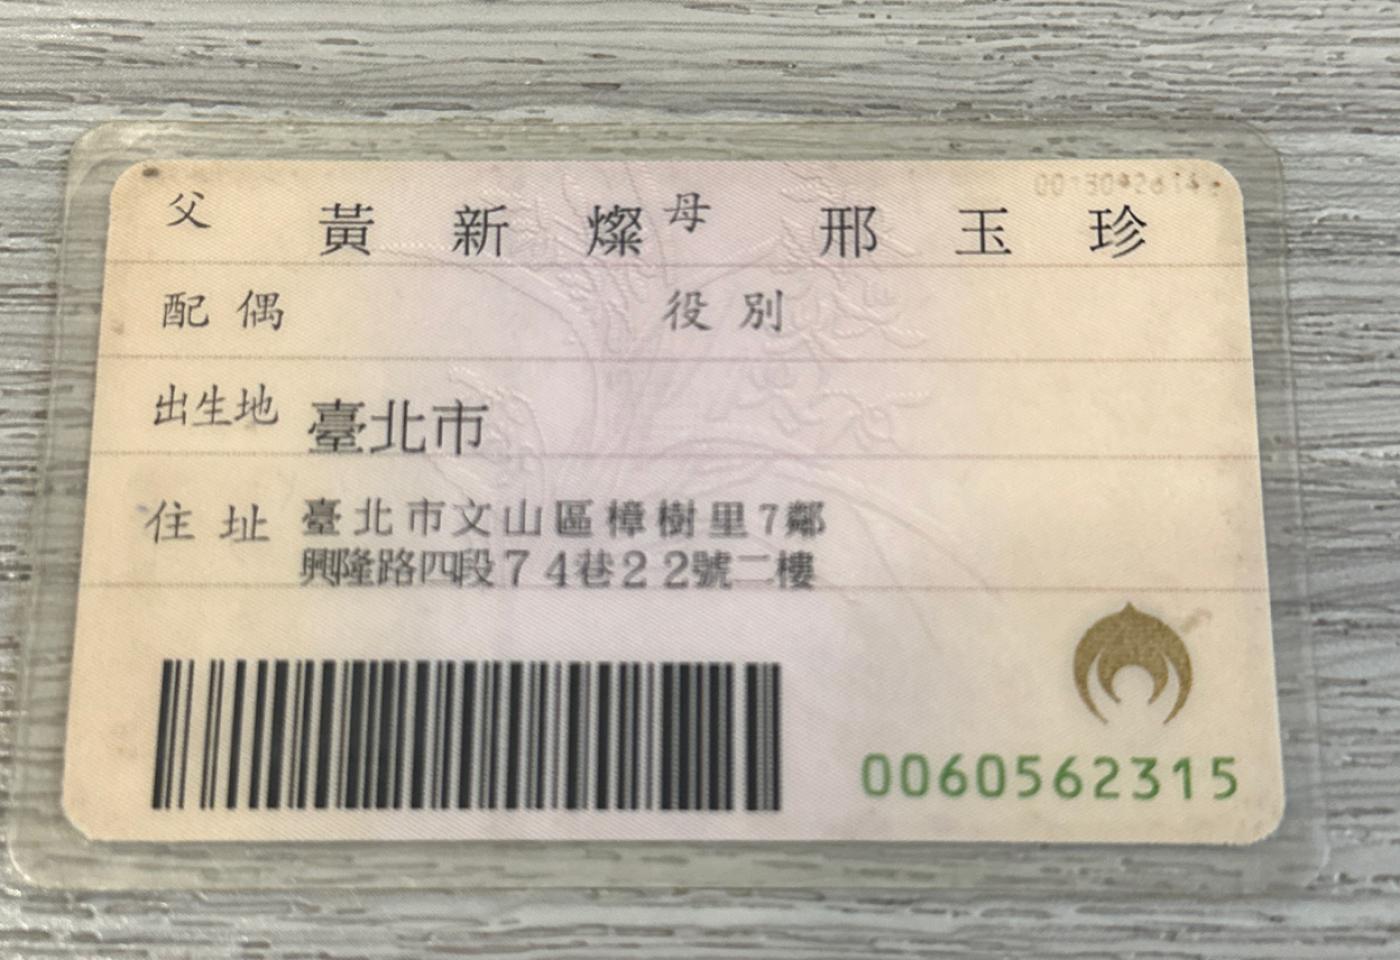 父 黃新燦 母 邢玉珍
配偶 役別
出生地 臺北市
住址 臺北市文山區樟樹里7鄰
興隆路四段74巷22號二樓
0060562315